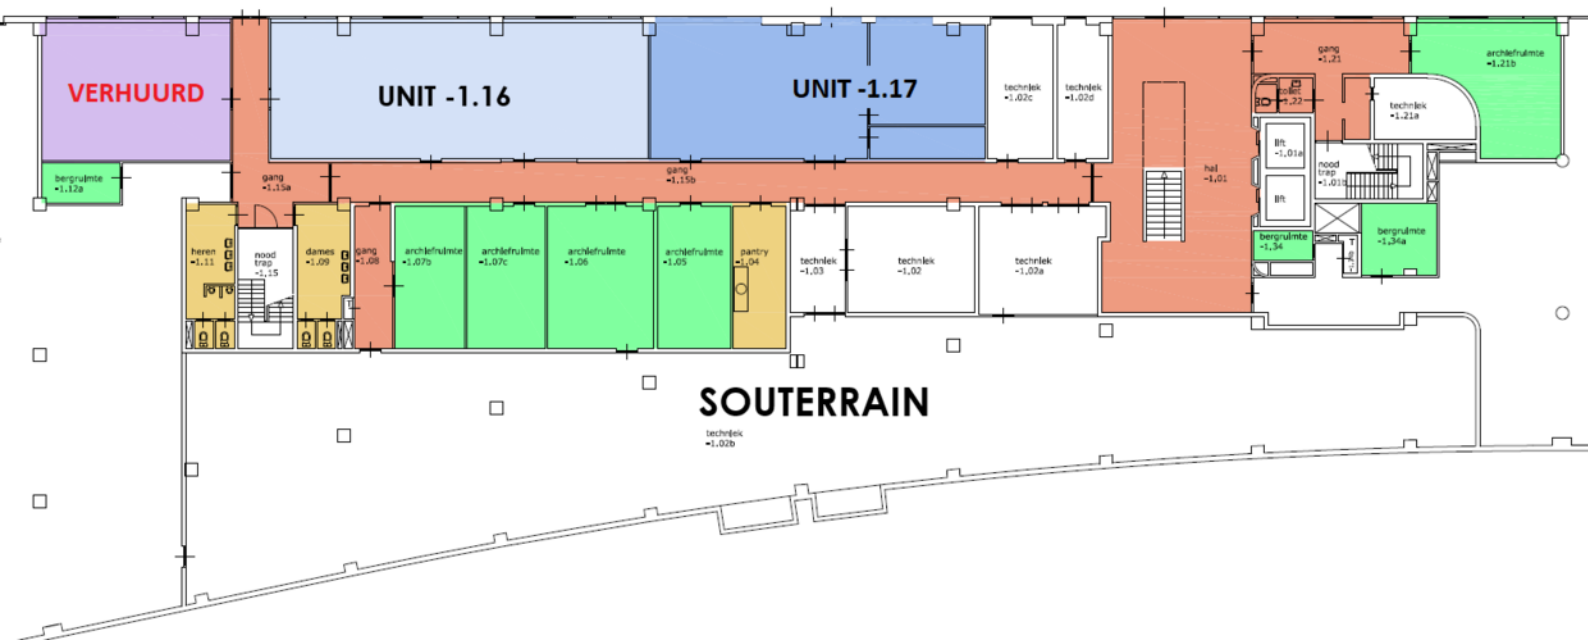 VERHUURD
UNIT -1.16
UNIT -1.17
techniek
-1.02c
techniek
-1.02d
gang
-1.21
archiefruimte
-1.21b
toilet
-1.22
techniek
-1.21a
lift
-1.01a
nood
trap
-1.01b
lift
hal
-1.01
bergruimte
-1.12a
gang
-1.15a
gang
-1.15b
heren
-1.11
nood
trap
-1.15
dames
-1.09
gang
-1.08
archiefruimte
-1.07b
archiefruimte
-1.07c
archiefruimte
-1.06
archiefruimte
-1.05
pantry
-1.04
techniek
-1.03
techniek
-1.02
techniek
-1.02a
bergruimte
-1.34
T
bergruimte
-1.34a
SOUTERRAIN
techniek
-1.02b